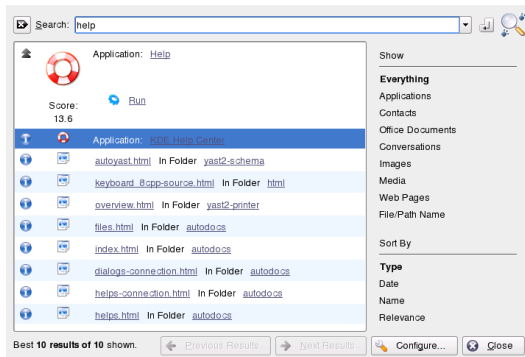 Search: help
Application: Help
Run
Score:
13.6
Application: KDE Help Center
autoyast.html In Folder yast2-schema
keyboard_8cpp-source.html In Folder html
overview.html In Folder yast2-printer
files.html In Folder autodocs
index.html In Folder autodocs
dialogs-connection.html In Folder autodocs
helps-connection.html In Folder autodocs
helps.html In Folder autodocs
Show
Everything
Applications
Contacts
Office Documents
Conversations
Images
Media
Web Pages
File/Path Name
Sort By
Type
Date
Name
Relevance
Best 10 results of 10 shown.
Previous Results
Next Results
Configure...
Close